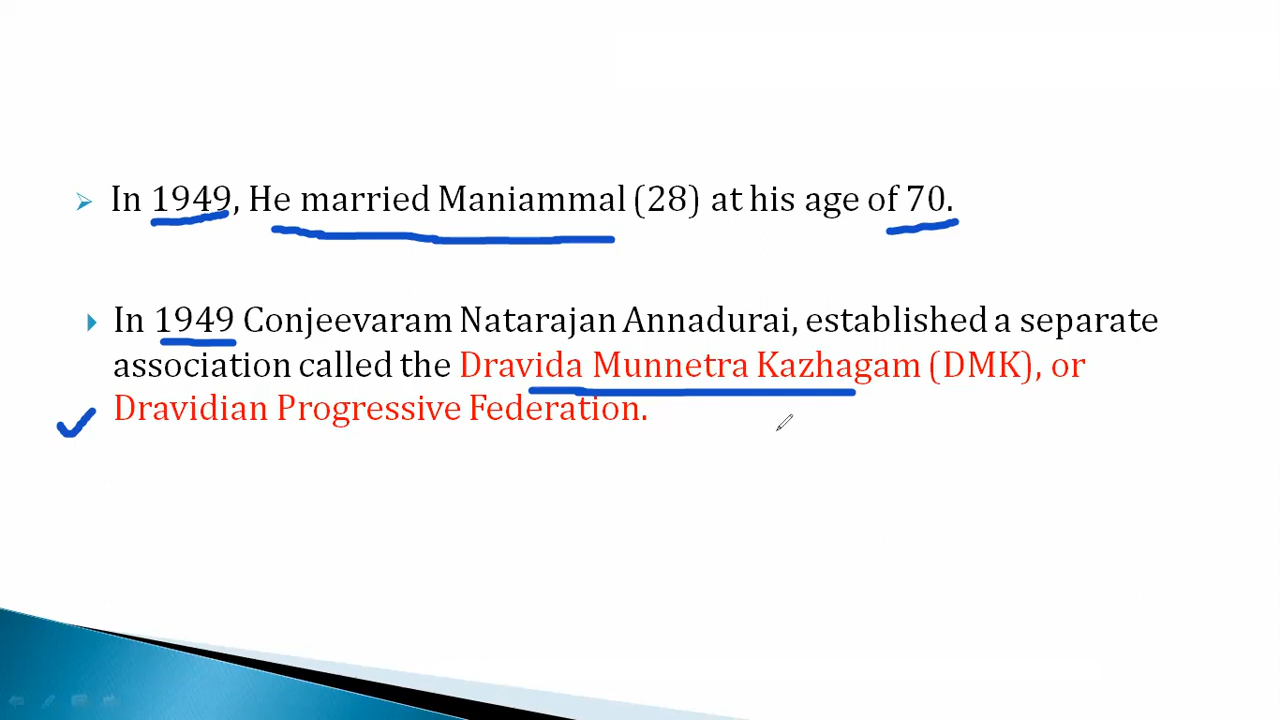 In 1949, He married Maniammal (28) at his age of 70.
In 1949 Conjeevaram Natarajan Annadurai, established a separate
association called the Dravida Munnetra Kazhagam (DMK), or
Dravidian Progressive Federation.